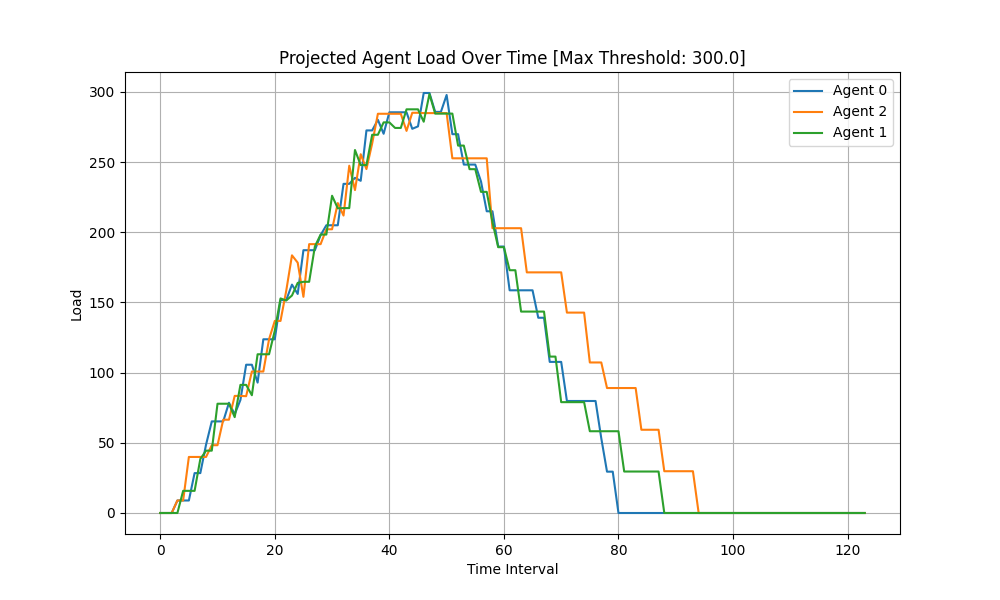 Projected Agent Load Over Time [Max Threshold: 300.0]
Agent 0
Agent 2
Agent 1
Load
300
250
200
150
100
50
0
0 20 40 60 80 100 120
Time Interval